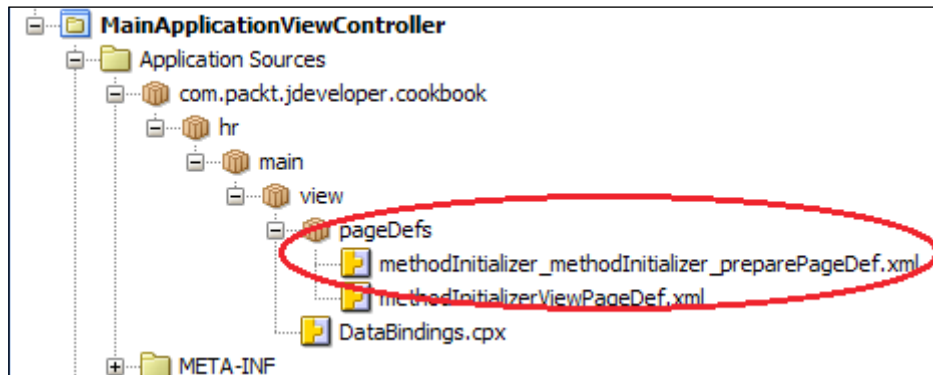 MainApplicationViewController
Application Sources
com.packt.jdeveloper.cookbook
hr
main
view
pageDefs
methodInitializer_methodInitializer_preparePageDef.xml
methodInitializerViewPageDef.xml
DataBindings.cpx
META-INF